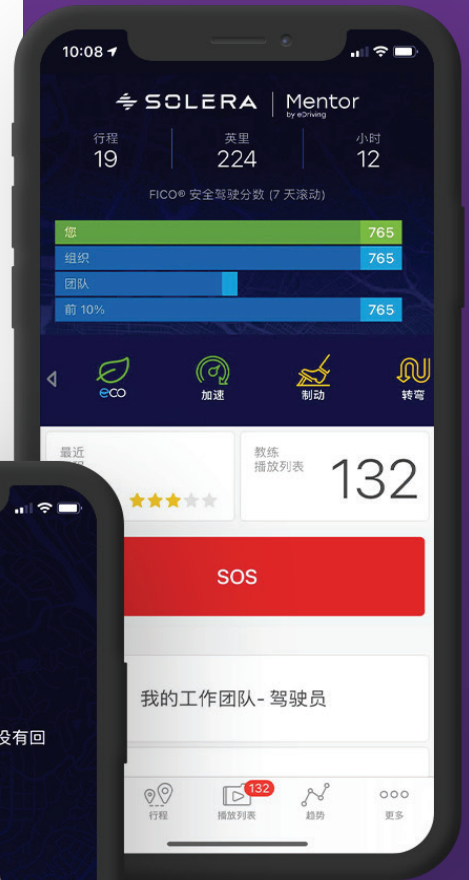 10:08
SOLERA | Mentor
by eDriving
行程
19
英里
224
小时
12
FICO® 安全驾驶分数 (7 天滚动)
您 765
组织 765
团队
前 10% 765
eco
加速
制动
转弯
最近
教练
播放列表
132
SOS
没有回
我的工作团队- 驾驶员
132
行程
播放列表
趋势
更多